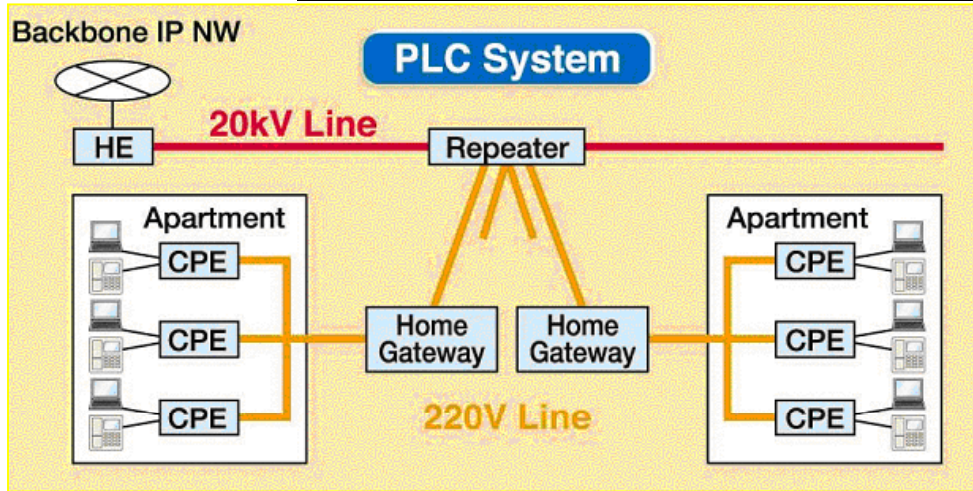 Backbone IP NW
PLC System
20kV Line
HE
Repeater
Apartment
CPE
CPE
CPE
Home
Gateway
Home
Gateway
220V Line
Apartment
CPE
CPE
CPE